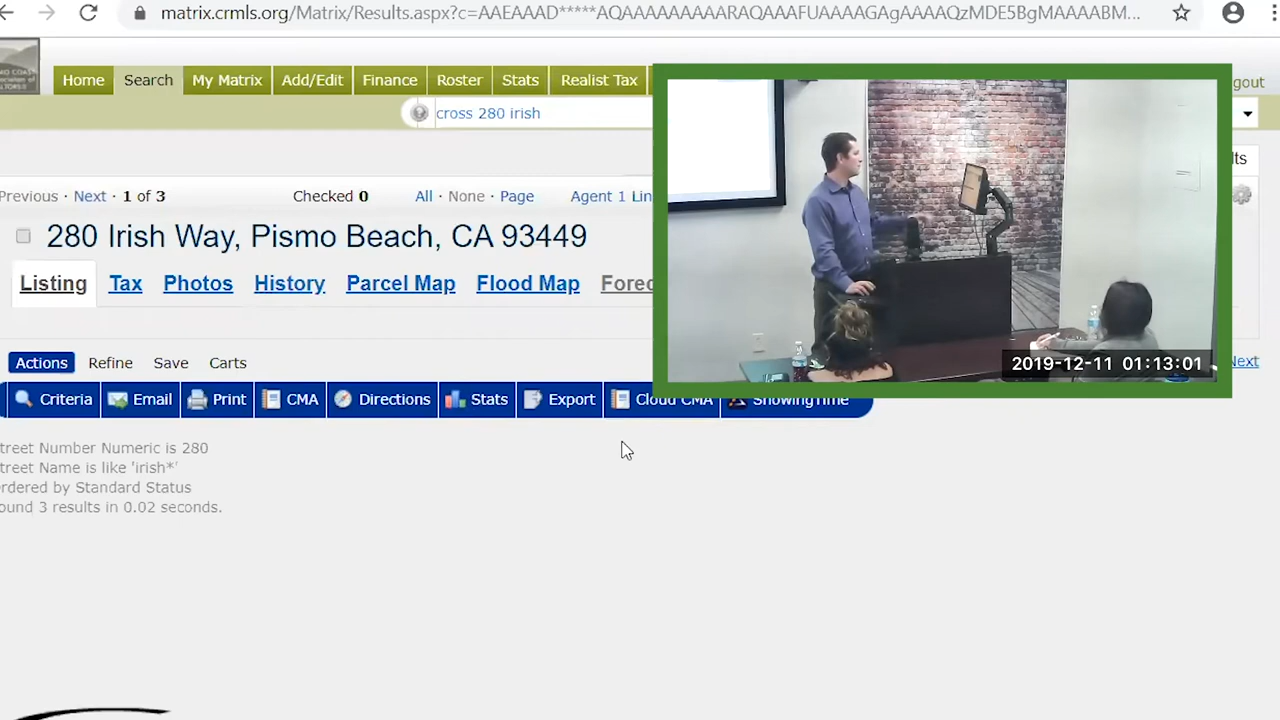 matrix.crmls.org/Matrix/Results.aspx?c=AAEAAAD*****AQAAAAAAAAARAQAAAFUAAAAGAgAAAAQzMDE5BgMAAAABM...
Home Search My Matrix Add/Edit Finance Roster Stats Realist Tax gout
cross 280 irish
Previous · Next · 1 of 3 Checked 0 All · None · Page Agent 1 Lin lts
280 Irish Way, Pismo Beach, CA 93449
Listing Tax Photos History Parcel Map Flood Map Forec
2019-12-11 01:13:01
Actions Refine Save Carts Next
Criteria Email Print CMA Directions Stats Export Cloud CMA ShowingTime
treet Number Numeric is 280
treet Name is like 'irish*'
rdered by Standard Status
ound 3 results in 0.02 seconds.